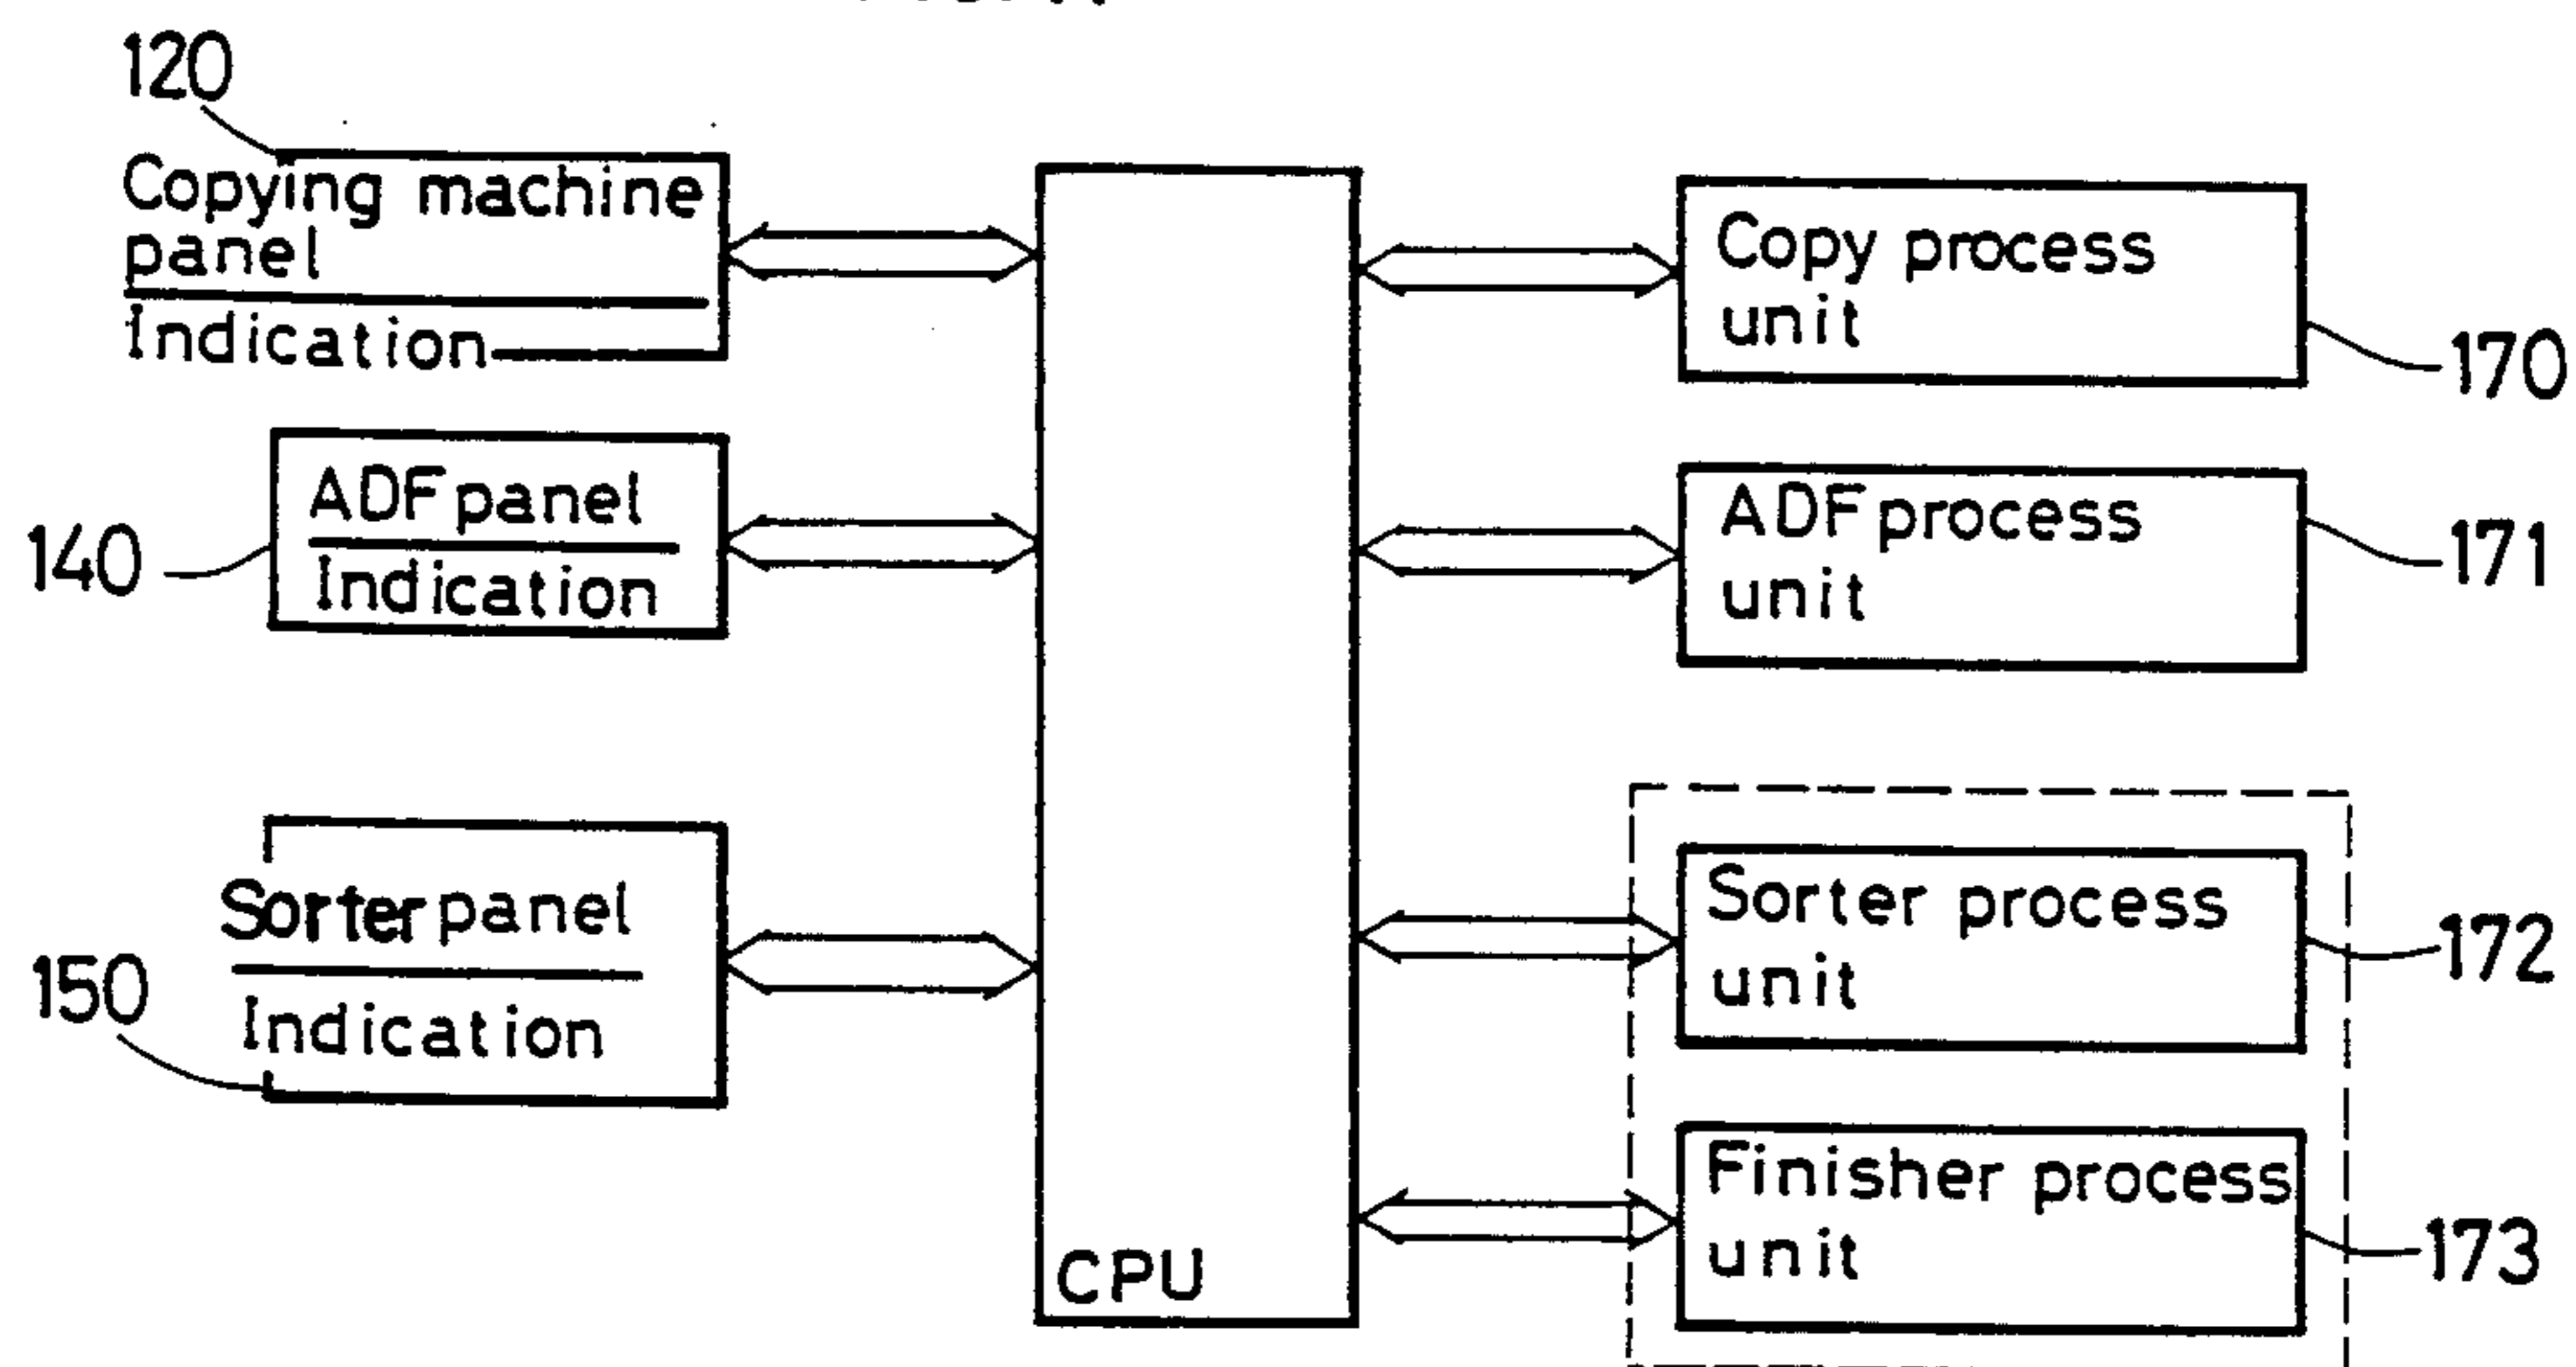 120
Copying machine
panel
Indication
140
ADF panel
Indication
150
Sorter panel
Indication
CPU
Copy process
unit
170
ADF process
unit
171
Sorter process
unit
172
Finisher process
unit
173